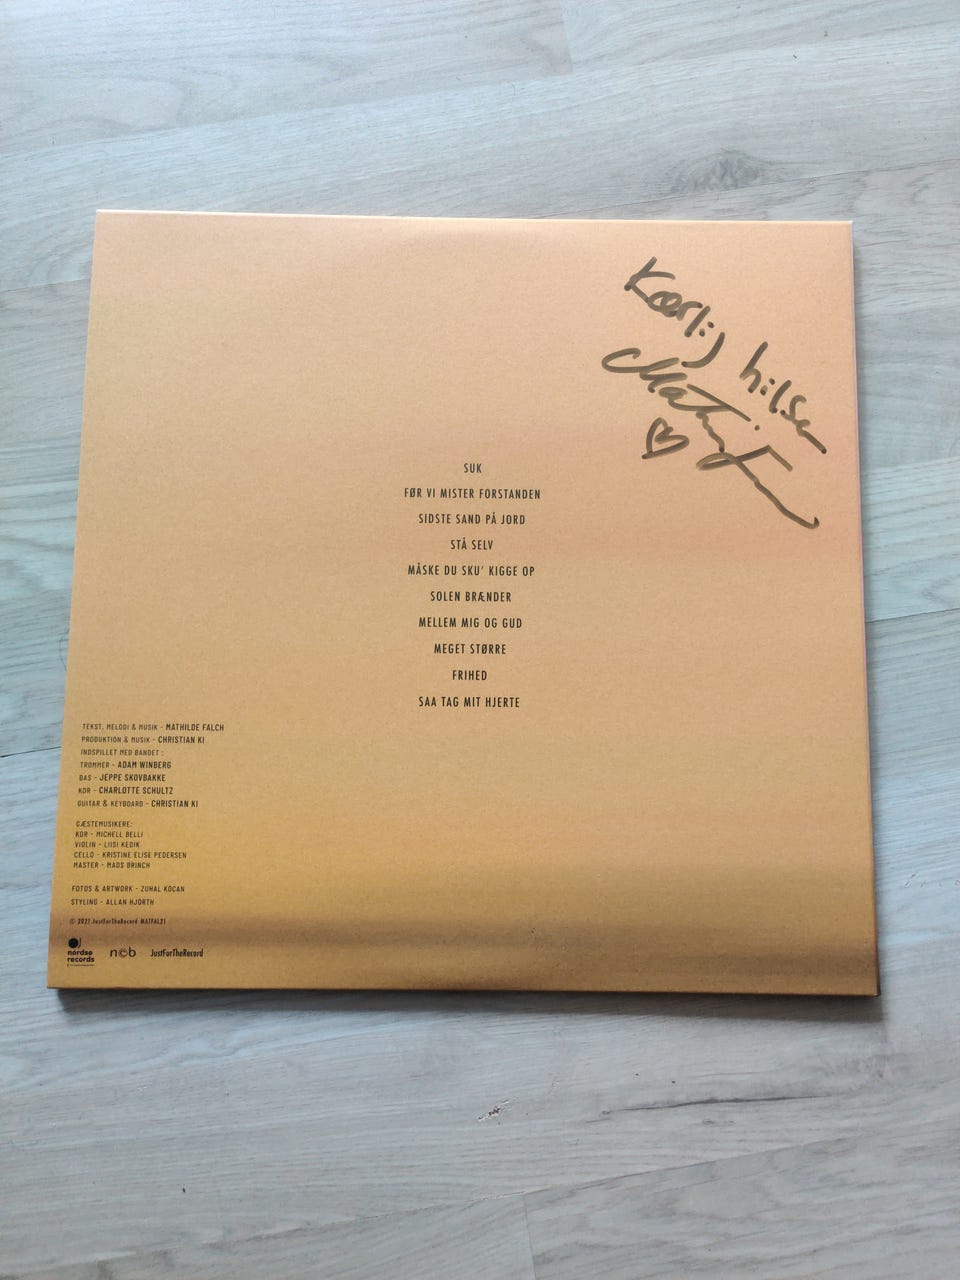 Kærlig hilsen
Mathilde
SUK
FØR VI MISTER FORSTANDEN
SIDSTE SAND PÅ JORD
STÅ SELV
MÅSKE DU SKU' KIGGE OP
SOLEN BRÆNDER
MELLEM MIG OG GUD
MEGET STØRRE
FRIHED
SAA TAG MIT HJERTE
TEKST, MELODI & MUSIK - MATHILDE FALCH
PRODUKTION & MUSIK - CHRISTIAN KI
INDSPILLET MED BANDET :
TROMMER - ADAM WINBERG
BAS - JEPPE SKOVBAKKE
KOR - CHARLOTTE SCHULTZ
GUITAR & KEYBOARD - CHRISTIAN KI
GÆSTEMUSIKERE:
KOR - MICHELL BELLI
VIOLIN - LIISI KEDIK
CELLO - KRISTINE ELISE PEDERSEN
MASTER - MADS BRINCH
FOTOS & ARTWORK - ZUHAL KOCAN
STYLING - ALLAN HJORTH
© 2021 JustForTheRecord MATFAL21
nordsø
records
ncb
JustForTheRecord